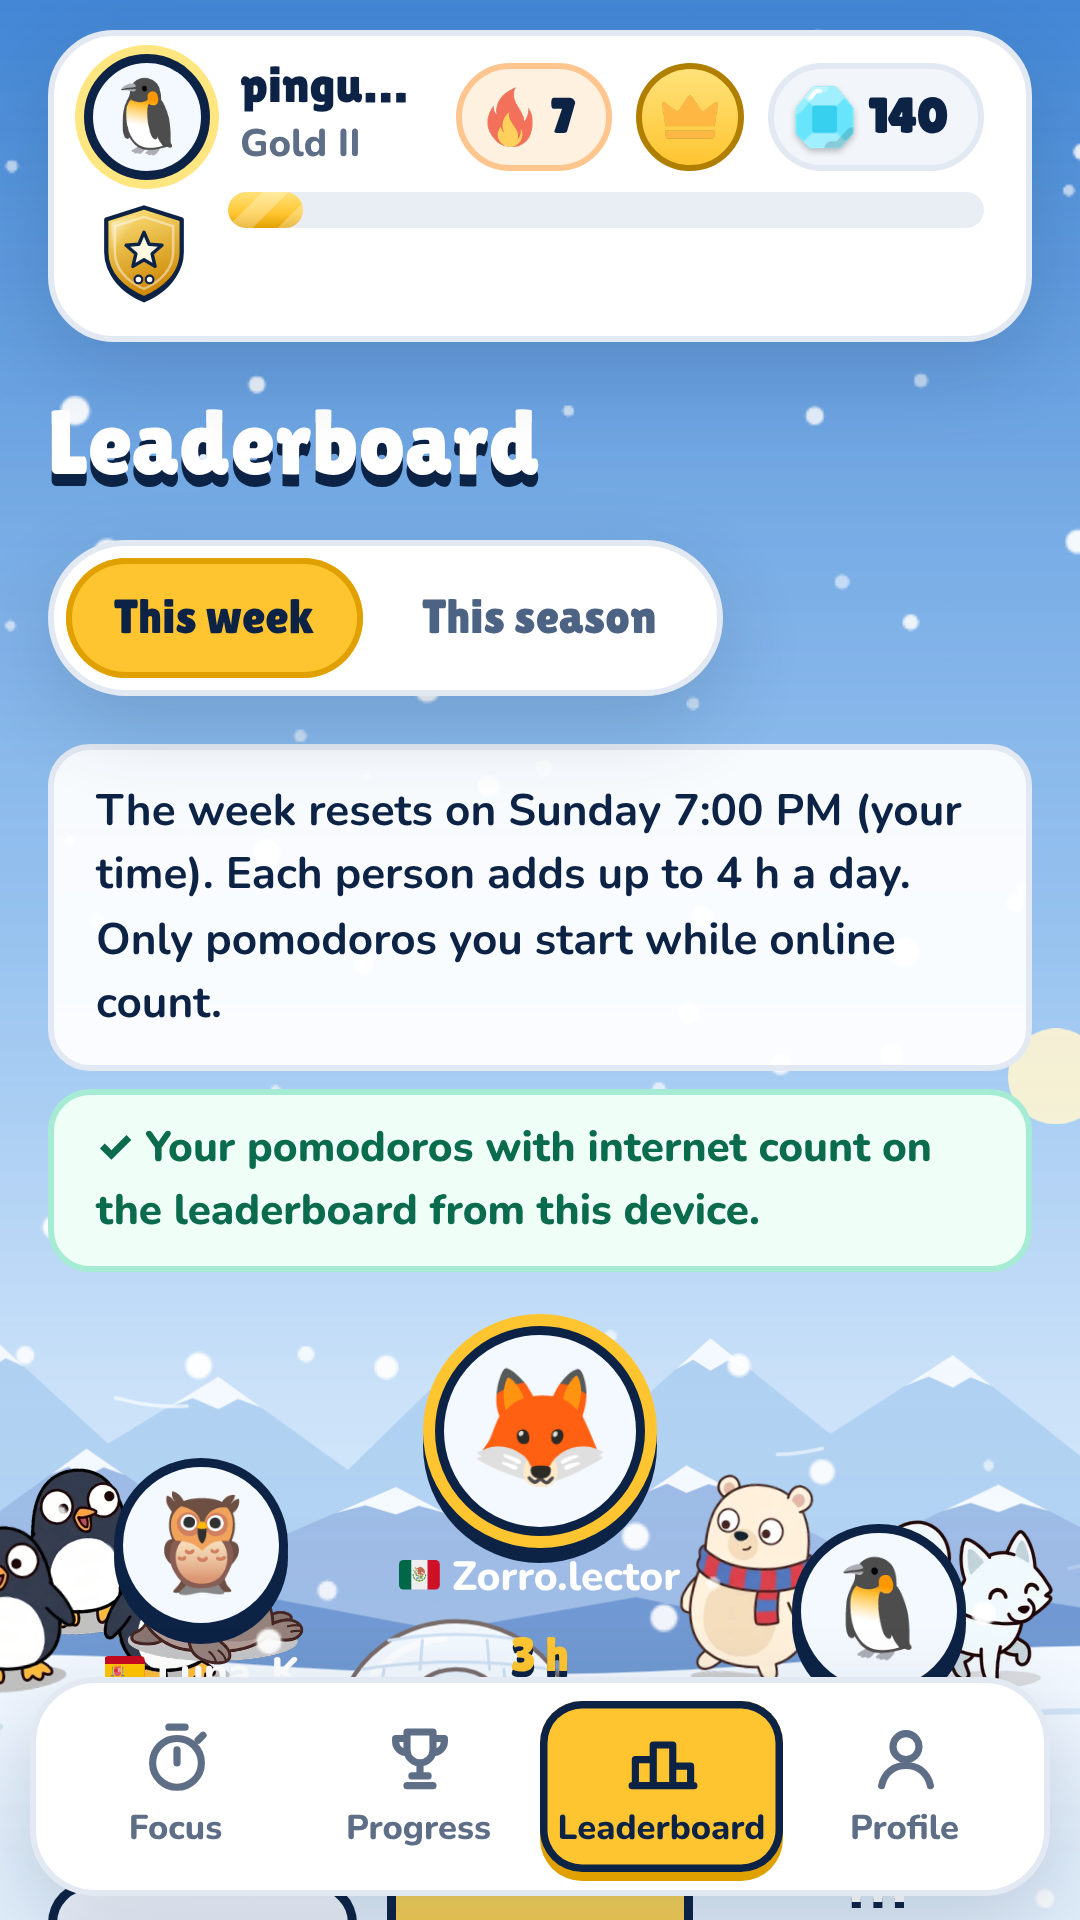 pingu...
Gold II
7
140
Leaderboard
This week
This season
The week resets on Sunday 7:00 PM (your
time). Each person adds up to 4 h a day.
Only pomodoros you start while online
count.
✓ Your pomodoros with internet count on
the leaderboard from this device.
Zorro.lector
3 h
Focus
Progress
Leaderboard
Profile